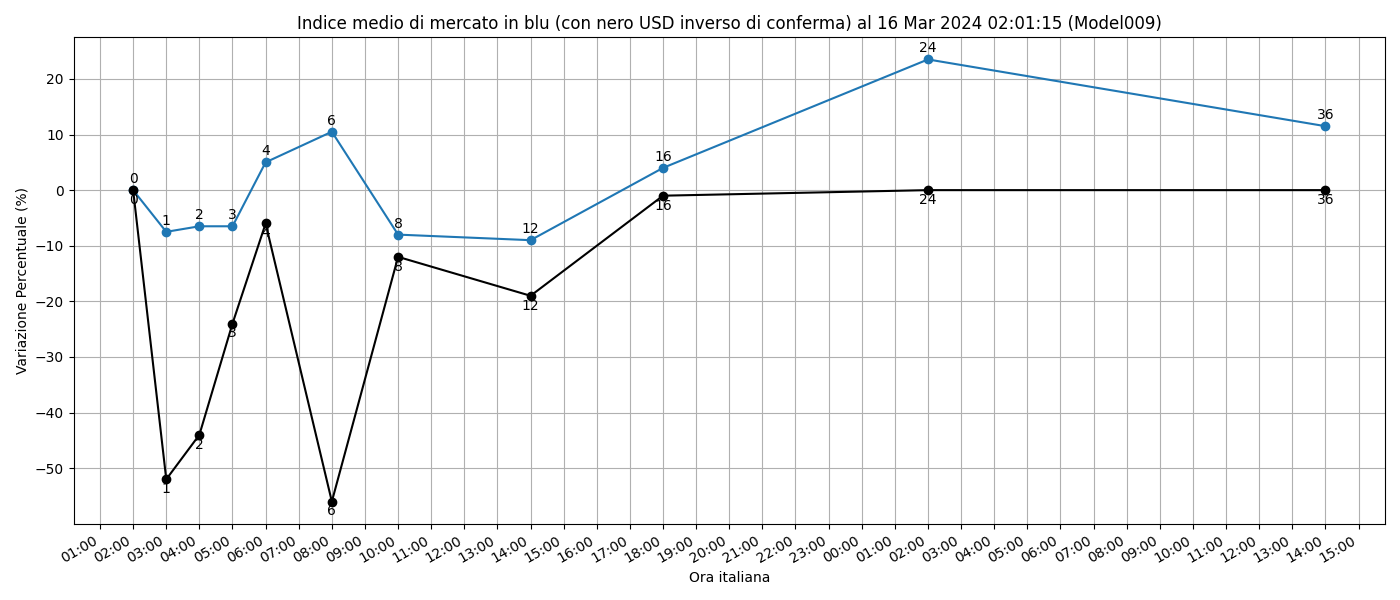 Indice medio di mercato in blu (con nero USD inverso di conferma) al 16 Mar 2024 02:01:15 (Model009)
Variazione Percentuale (%)
20
10
0
−10
−20
−30
−40
−50
0 1 2 3 4 6 8 12 16 24 36
0 1 2 3 4 6 8 12 16 24 36
01:00 02:00 03:00 04:00 05:00 06:00 07:00 08:00 09:00 10:00 11:00 12:00 13:00 14:00 15:00 16:00 17:00 18:00 19:00 20:00 21:00 22:00 23:00 00:00 01:00 02:00 03:00 04:00 05:00 06:00 07:00 08:00 09:00 10:00 11:00 12:00 13:00 14:00 15:00
Ora italiana